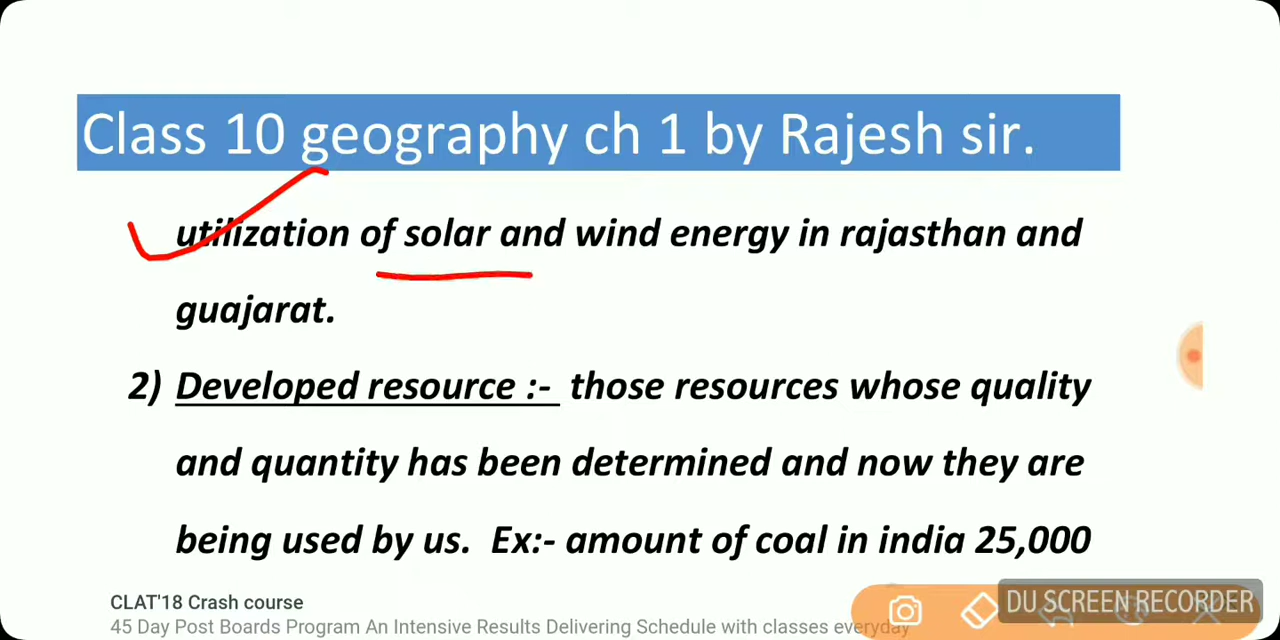 Class 10 geography ch 1 by Rajesh sir.
utilization of solar and wind energy in rajasthan and
guajarat.
2) Developed resource :- those resources whose quality
and quantity has been determined and now they are
being used by us. Ex:- amount of coal in india 25,000
CLAT'18 Crash course
DU SCREEN RECORDER
45 Day Post Boards Program An Intensive Results Delivering Schedule with classes everyday